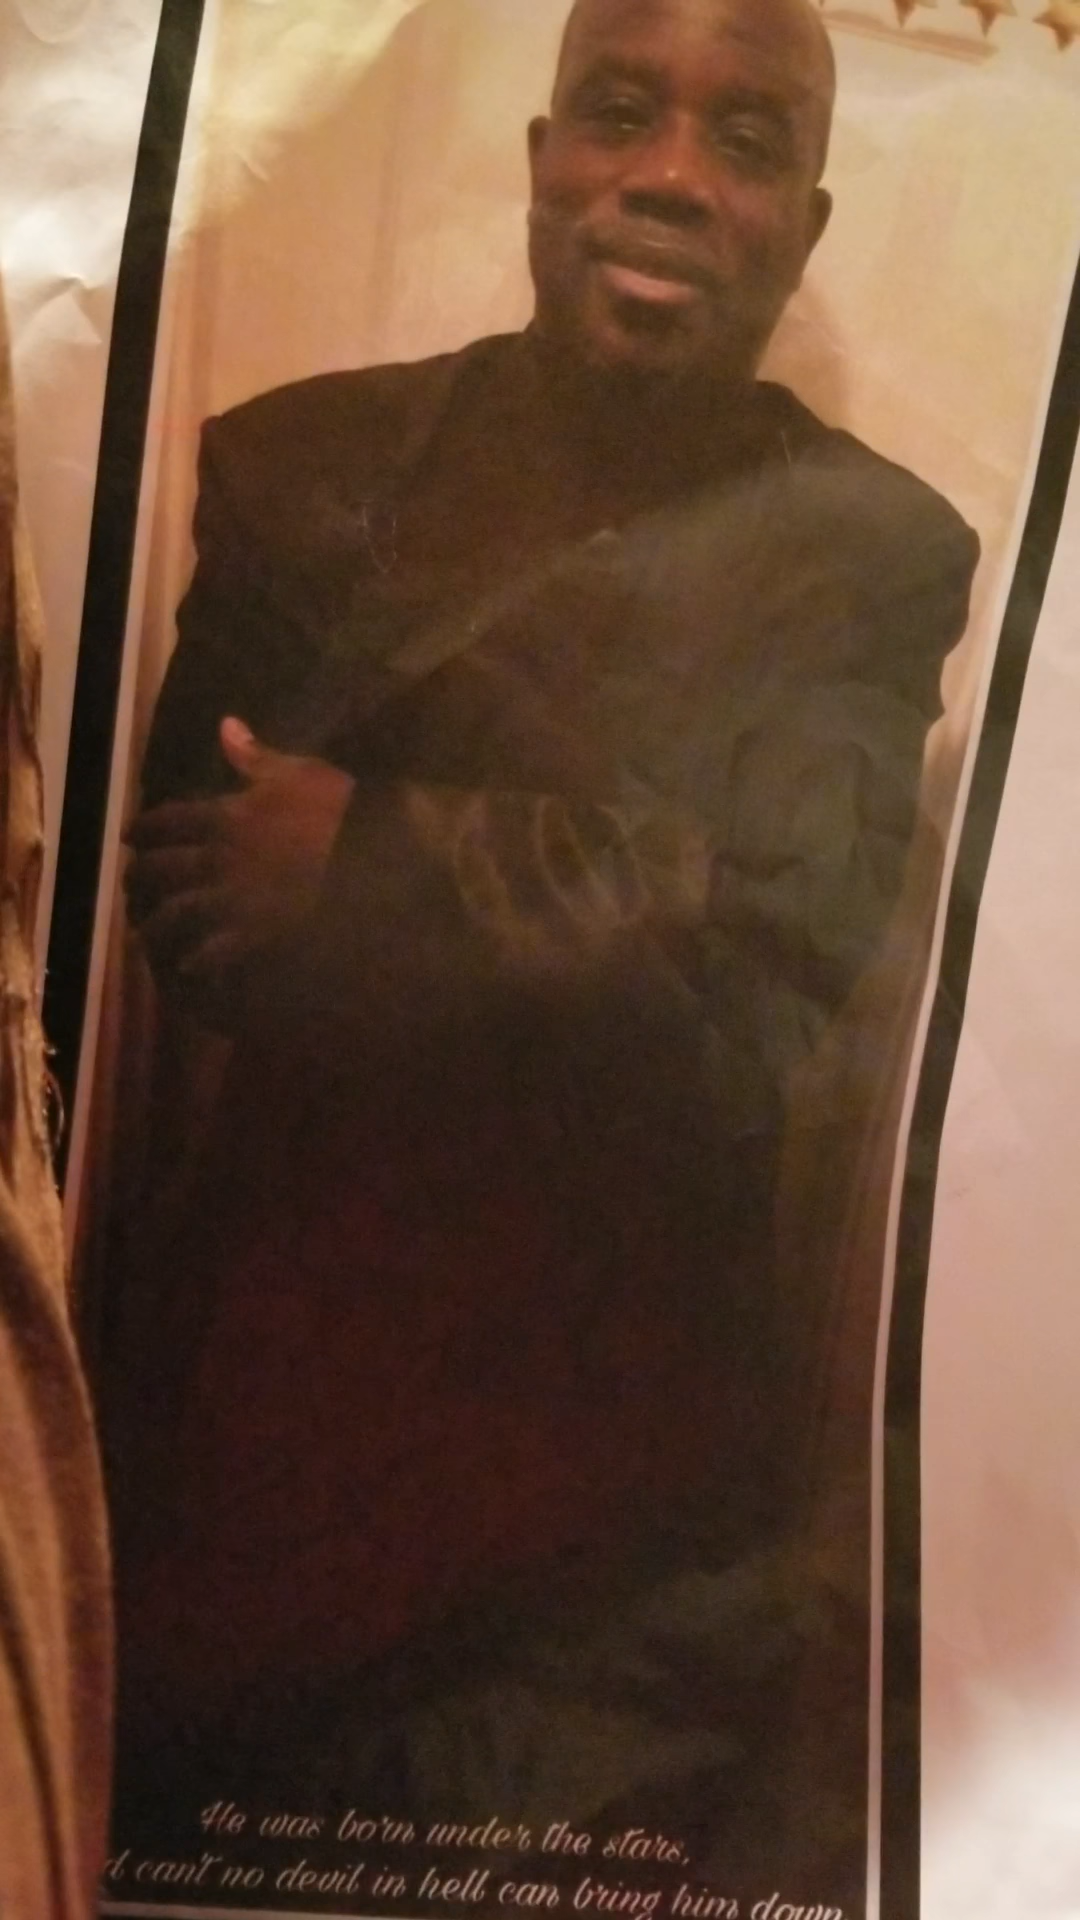 He was born under the stars,
d can't no devil in hell can bring him down